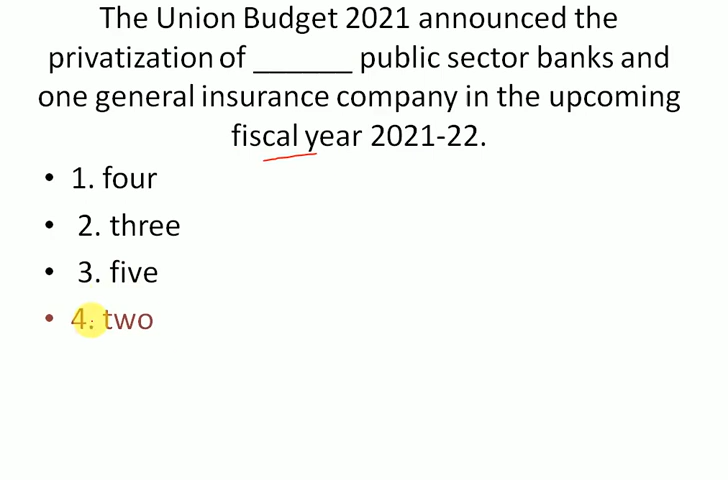 The Union Budget 2021 announced the
privatization of _______ public sector banks and
one general insurance company in the upcoming
fiscal year 2021-22.
• 1. four
• 2. three
• 3. five
• 4. two